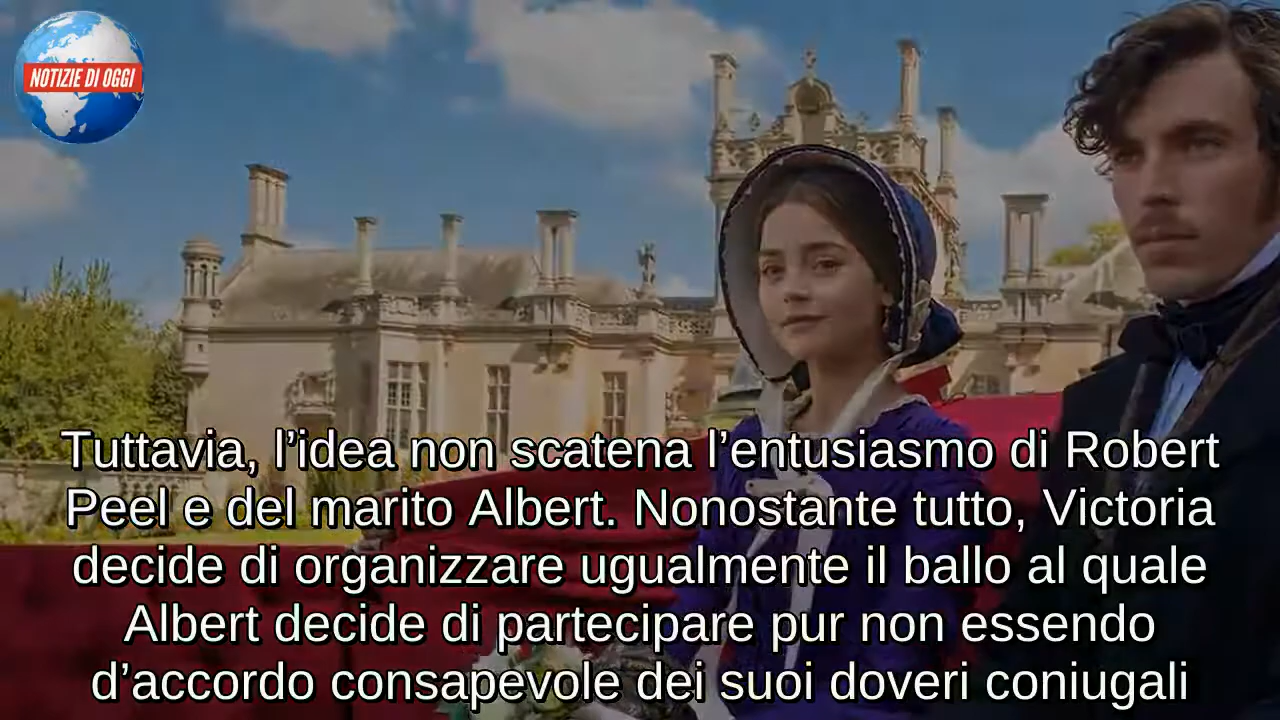 NOTIZIE DI OGGI
Tuttavia, l’idea non scatena l’entusiasmo di Robert
Peel e del marito Albert. Nonostante tutto, Victoria
decide di organizzare ugualmente il ballo al quale
Albert decide di partecipare pur non essendo
d’accordo consapevole dei suoi doveri coniugali